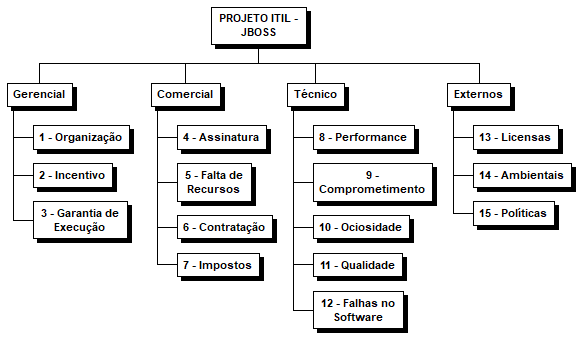 PROJETO ITIL -
JBOSS
Gerencial
1 - Organização
2 - Incentivo
3 - Garantia de
Execução
Comercial
4 - Assinatura
5 - Falta de
Recursos
6 - Contratação
7 - Impostos
Técnico
8 - Performance
9 -
Comprometimento
10 - Ociosidade
11 - Qualidade
12 - Falhas no
Software
Externos
13 - Licensas
14 - Ambientais
15 - Políticas